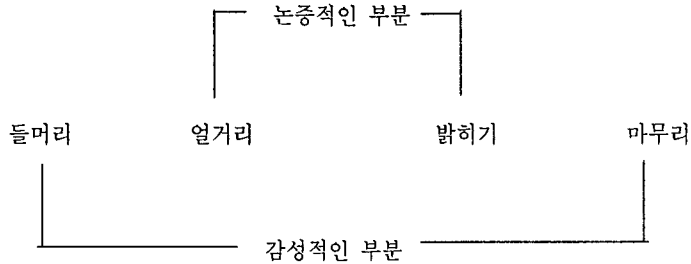 논증적인 부분
들머리 얼거리 밝히기 마무리
감성적인 부분